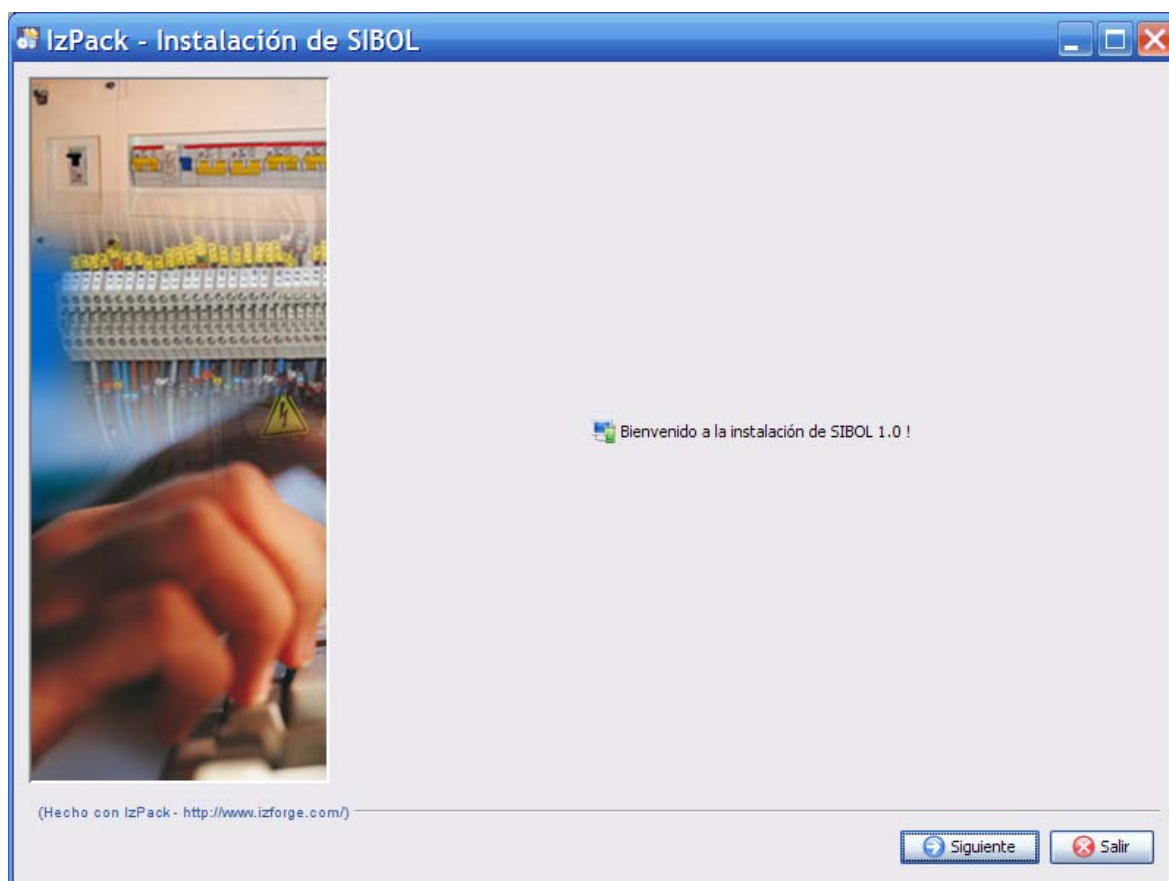 IzPack - Instalación de SIBOL
Bienvenido a la instalación de SIBOL 1.0 !
(Hecho con IzPack - http://www.izforge.com/)
Siguiente
Salir